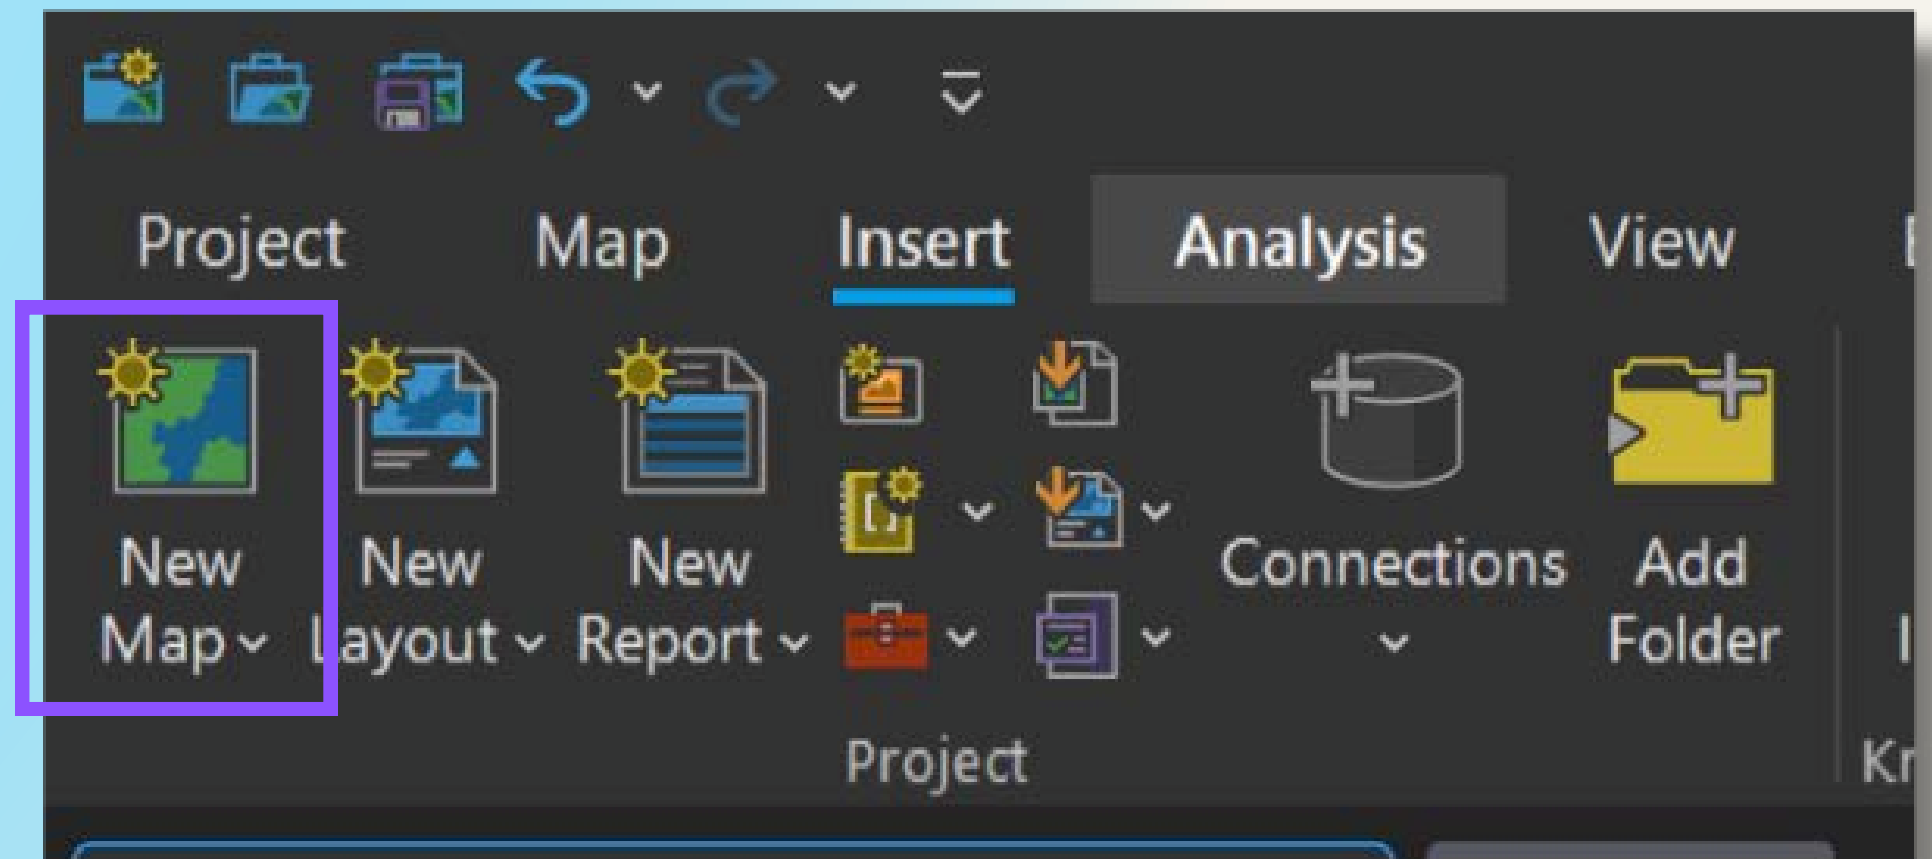 Project Map Insert Analysis View
New New New
Map Layout Report
Connections Add
Folder
Project